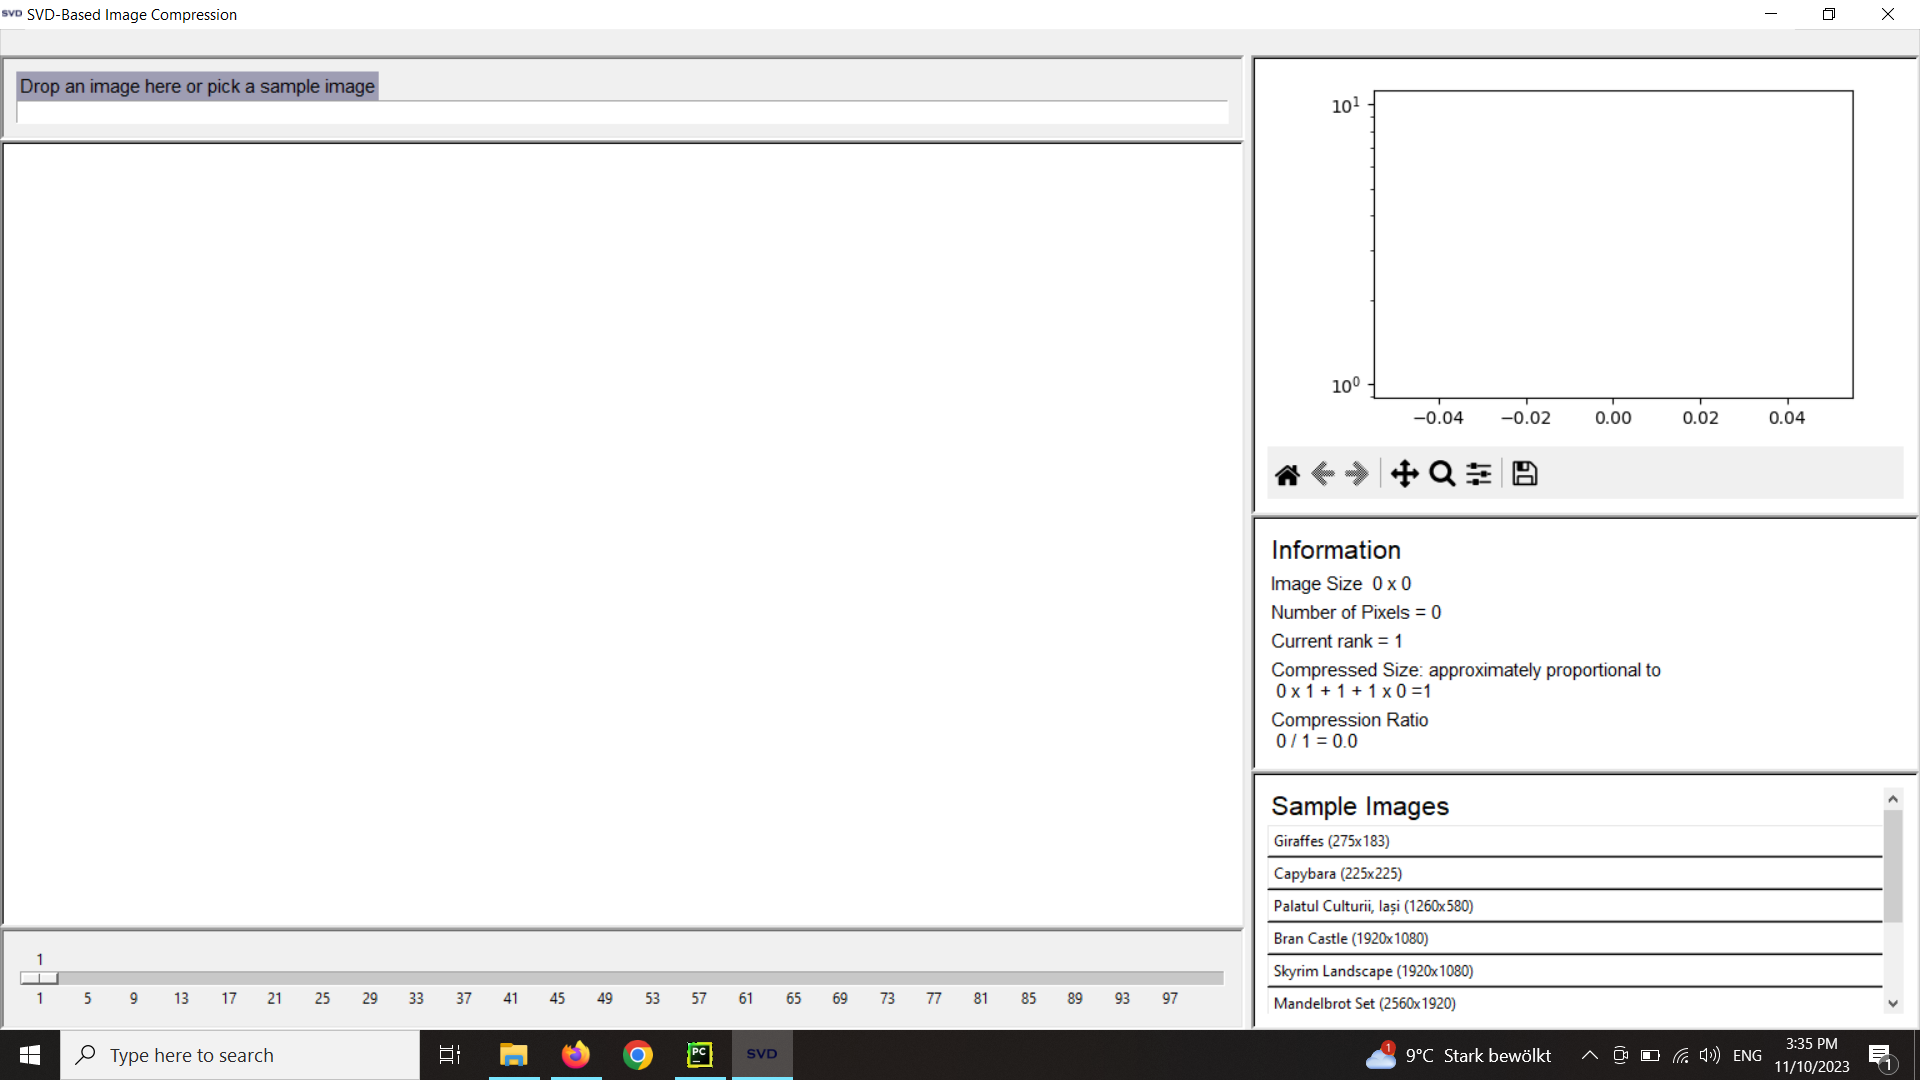 SVD SVD-Based Image Compression
Drop an image here or pick a sample image
10¹
10⁰
−0.04 −0.02 0.00 0.02 0.04
Information
Image Size 0 x 0
Number of Pixels = 0
Current rank = 1
Compressed Size: approximately proportional to
0 x 1 + 1 + 1 x 0 =1
Compression Ratio
0 / 1 = 0.0
Sample Images
Giraffes (275x183)
Capybara (225x225)
Palatul Culturii, Iași (1260x580)
Bran Castle (1920x1080)
Skyrim Landscape (1920x1080)
Mandelbrot Set (2560x1920)
1
1 5 9 13 17 21 25 29 33 37 41 45 49 53 57 61 65 69 73 77 81 85 89 93 97
Type here to search
PC
SVD
1
9°C Stark bewölkt
ENG
3:35 PM
11/10/2023
1